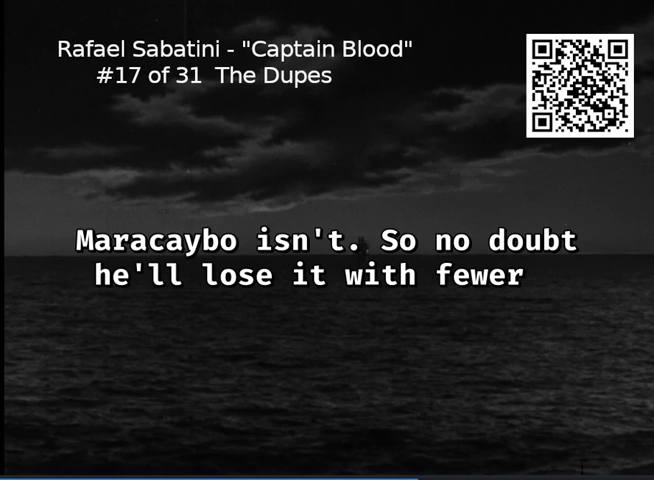 Rafael Sabatini - "Captain Blood"
#17 of 31 The Dupes
Maracaybo isn't. So no doubt
he'll lose it with fewer